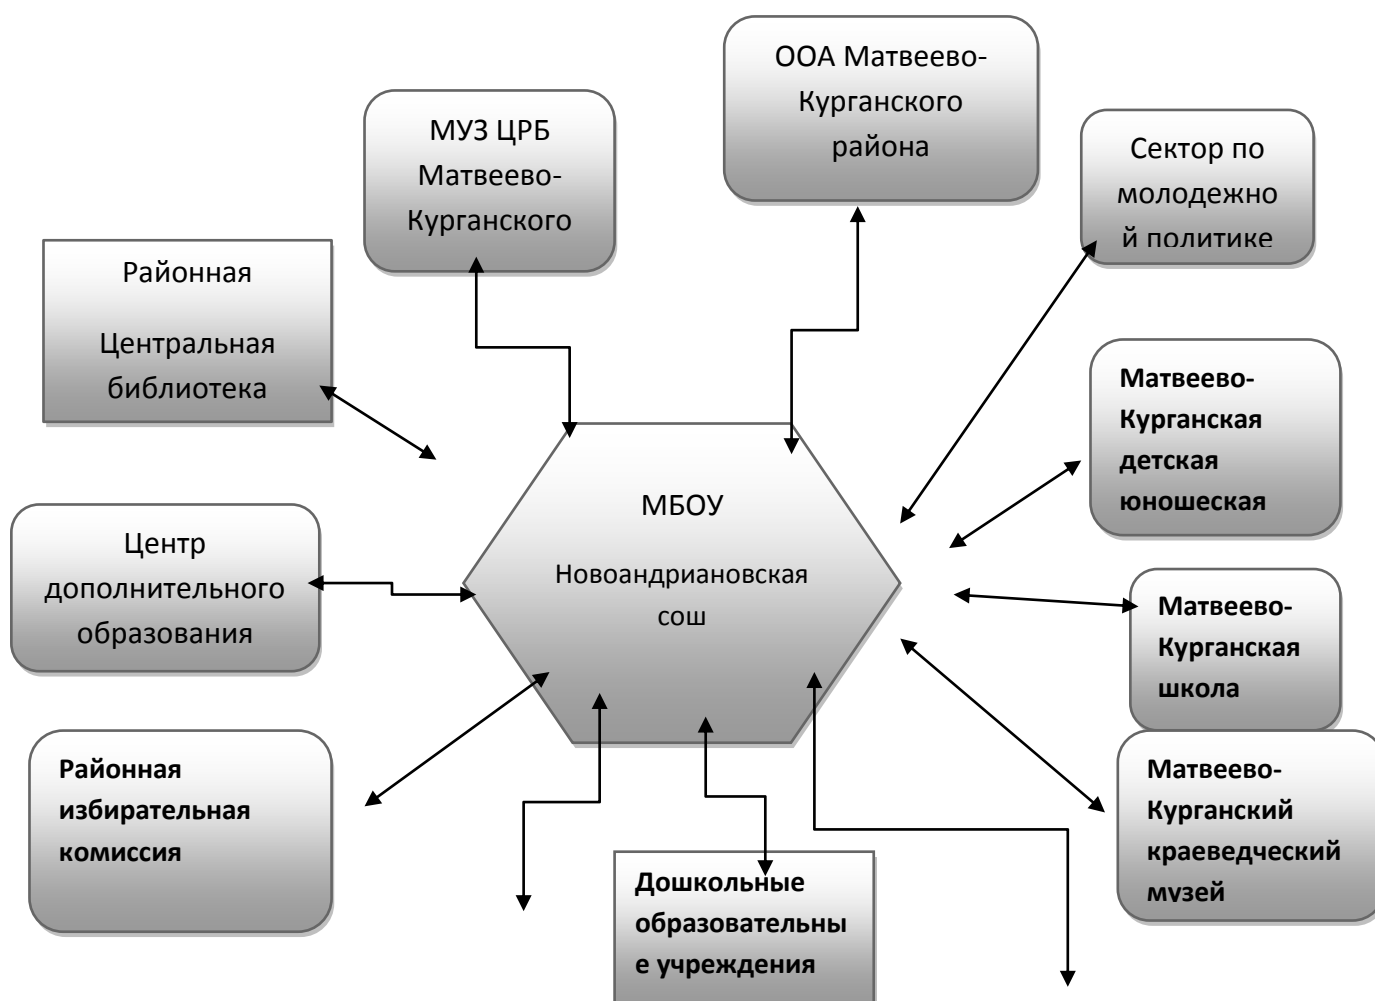 ООА Матвеево-
Курганского
района
МУЗ ЦРБ
Матвеево-
Курганского
Сектор по
молодежно
й политике
Районная
Центральная
библиотека
Матвеево-
Курганская
детская
юношеская
МБОУ
Новоандриановская
сош
Центр
дополнительного
образования
Матвеево-
Курганская
школа
Районная
избирательная
комиссия
Матвеево-
Курганский
краеведческий
музей
Дошкольные
образовательны
е учреждения